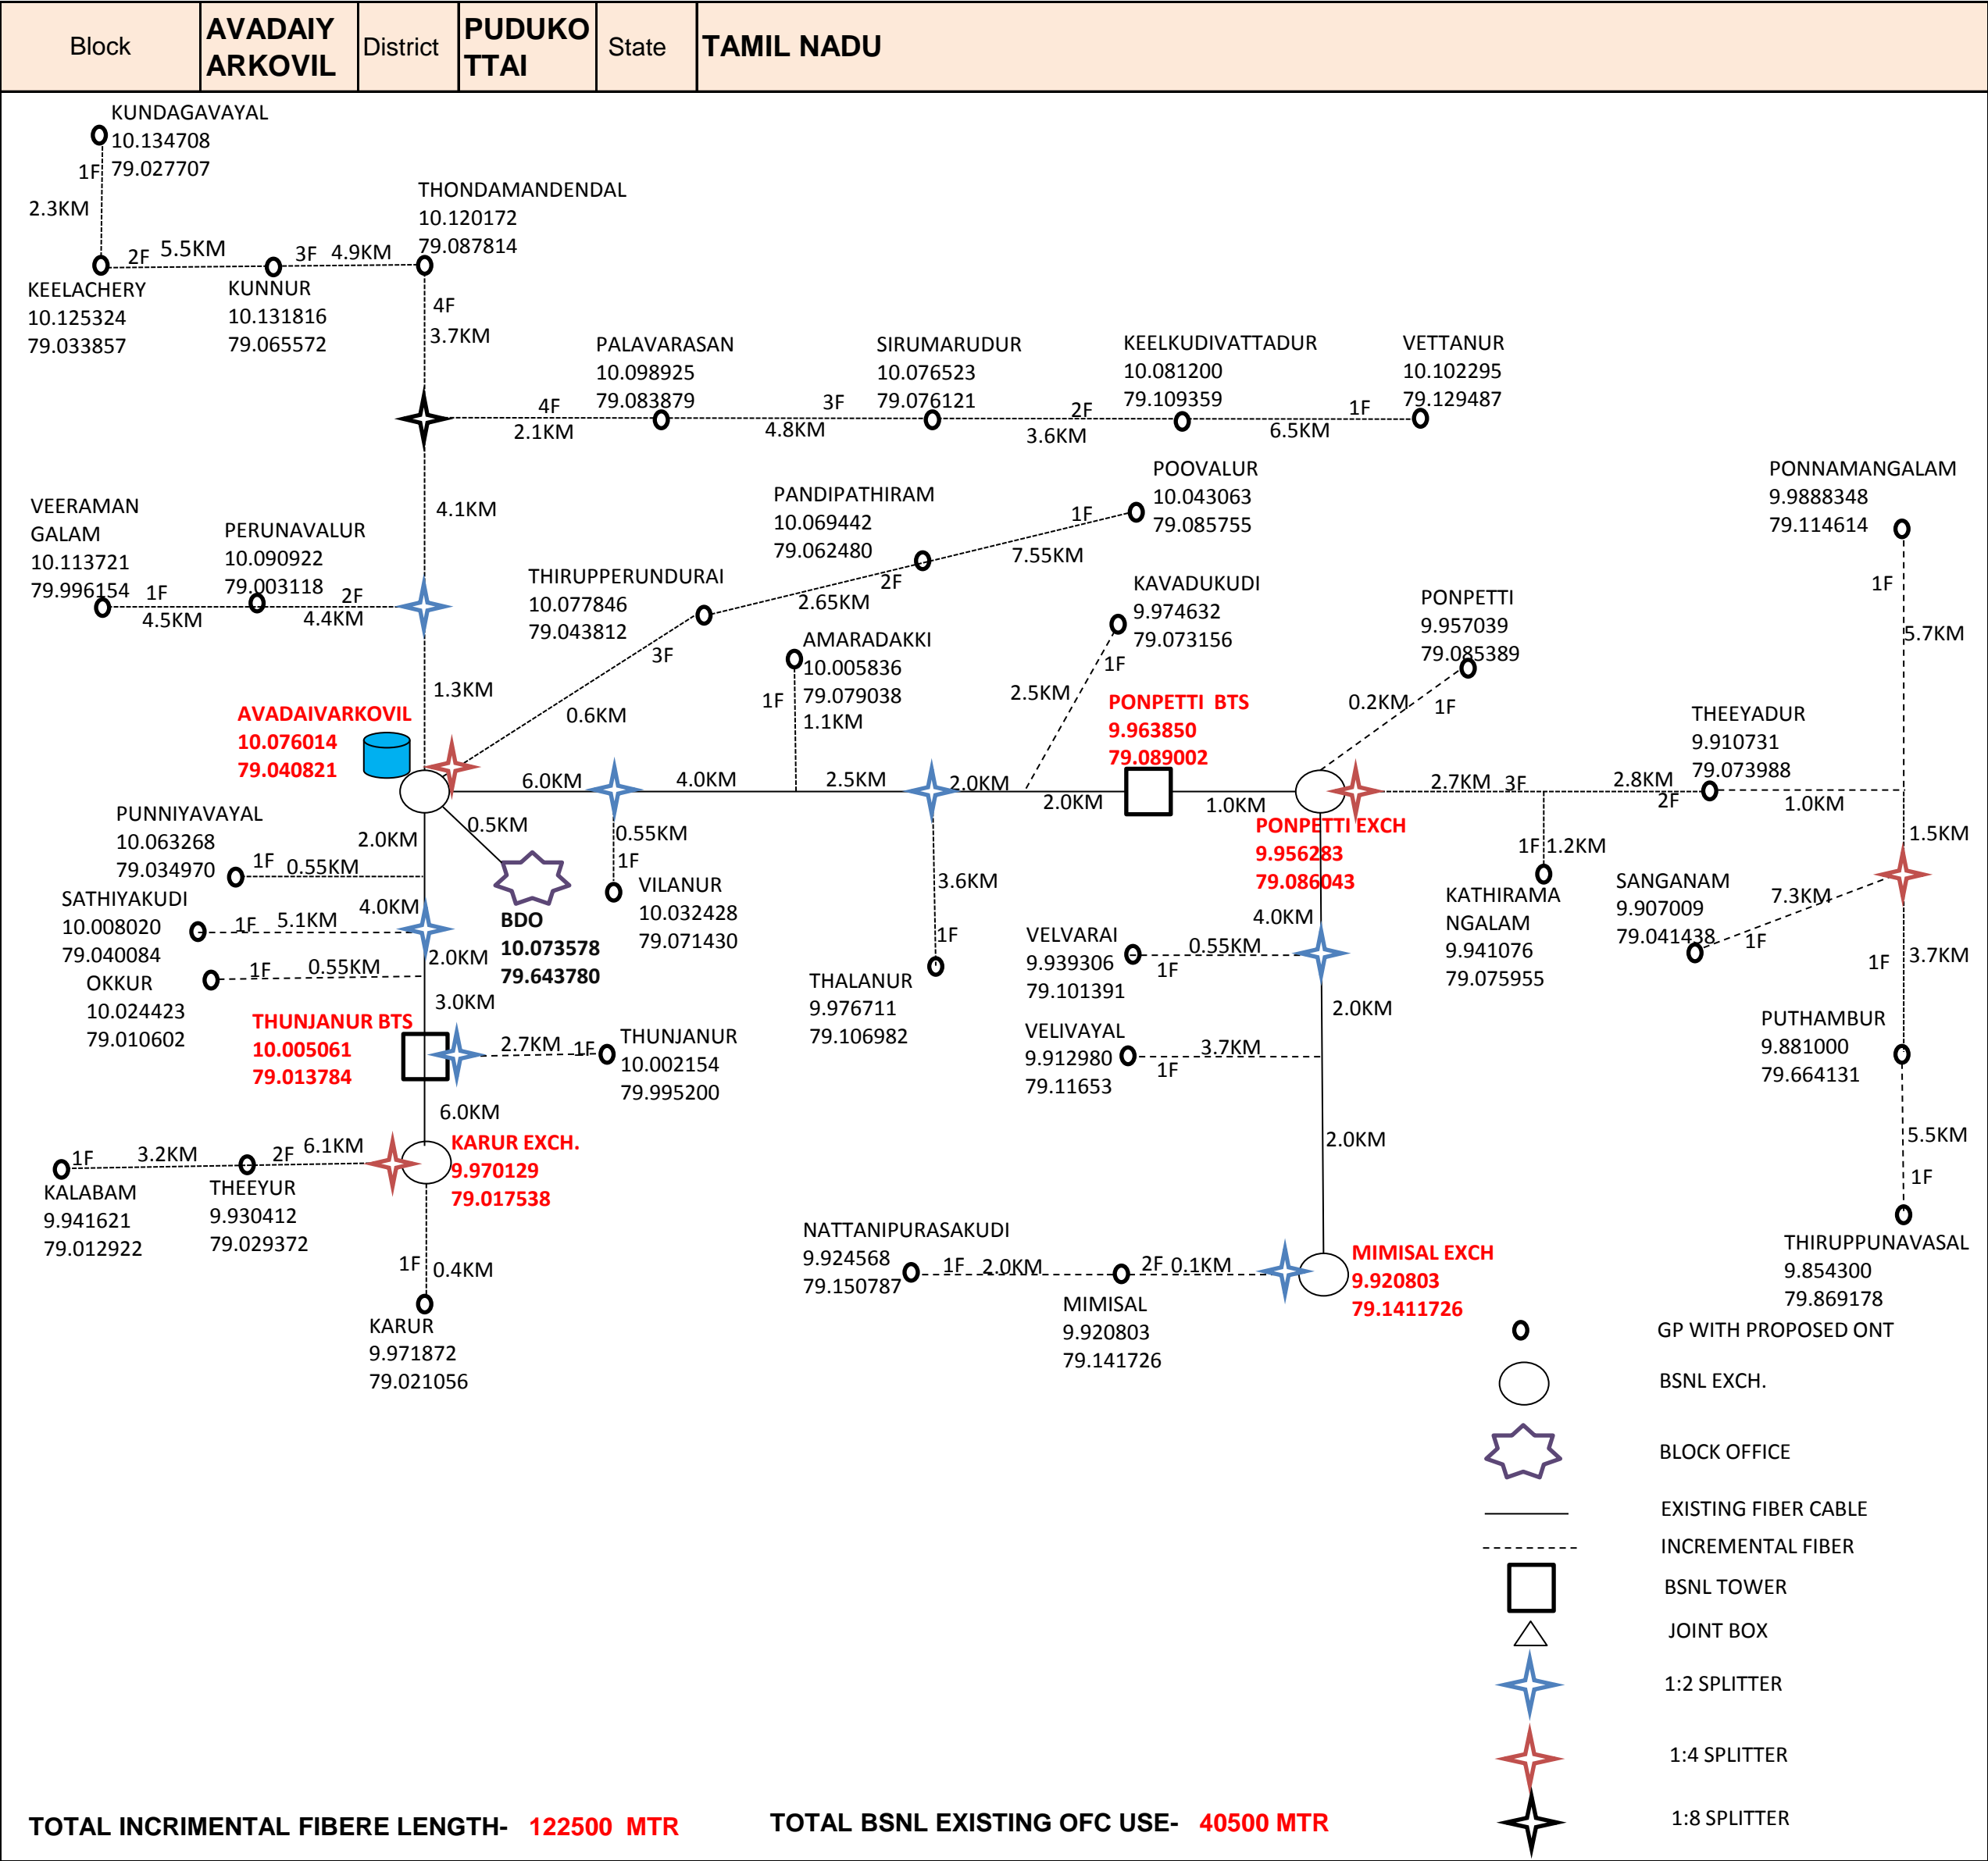 Block
AVADAIY
ARKOVIL
District
PUDUKO
TTAI
State
TAMIL NADU
KUNDAGAVAYAL
10.134708
79.027707
1F
2.3KM
THONDAMANDENDAL
10.120172
79.087814
2F 5.5KM
3F 4.9KM
KEELACHERY
10.125324
79.033857
KUNNUR
10.131816
79.065572
4F
3.7KM
PALAVARASAN
10.098925
79.083879
SIRUMARUDUR
10.076523
79.076121
KEELKUDIVATTADUR
10.081200
79.109359
VETTANUR
10.102295
79.129487
4F
2.1KM
3F
4.8KM
2F
3.6KM
1F
6.5KM
4.1KM
VEERAMAN
GALAM
10.113721
79.996154
PERUNAVALUR
10.090922
79.003118
1F
4.5KM
2F
4.4KM
1.3KM
THIRUPPERUNDURAI
10.077846
79.043812
PANDIPATHIRAM
10.069442
79.062480
POOVALUR
10.043063
79.085755
1F
7.55KM
2F
2.65KM
3F
0.6KM
AMARADAKKI
10.005836
79.079038
1F
1.1KM
KAVADUKUDI
9.974632
79.073156
1F
2.5KM
PONPETTI
9.957039
79.085389
0.2KM
1F
PONNAMANGALAM
9.9888348
79.114614
1F
5.7KM
AVADAIVARKOVIL
10.076014
79.040821
PONPETTI BTS
9.963850
79.089002
THEEYADUR
9.910731
79.073988
6.0KM
4.0KM
2.5KM
2.0KM
2.0KM
1.0KM
2.7KM 3F
2.8KM
2F
1.0KM
1.5KM
PONPETTI EXCH
9.956283
79.086043
PUNNIYAVAYAL
10.063268
79.034970
2.0KM
0.5KM
1F 0.55KM
0.55KM
1F
VILANUR
10.032428
79.071430
BDO
10.073578
79.643780
SATHIYAKUDI
10.008020
79.040084
1F 5.1KM
4.0KM
2.0KM
OKKUR
10.024423
79.010602
1F 0.55KM
3.0KM
3.6KM
1F
THALANUR
9.976711
79.106982
4.0KM
VELVARAI
9.939306
79.101391
0.55KM
1F
2.0KM
VELIVAYAL
9.912980
79.11653
3.7KM
1F
2.0KM
1F 1.2KM
KATHIRAMA
NGALAM
9.941076
79.075955
SANGANAM
9.907009
79.041438
7.3KM
1F
1F 3.7KM
PUTHAMBUR
9.881000
79.664131
5.5KM
1F
THIRUPPUNAVASAL
9.854300
79.869178
THUNJANUR BTS
10.005061
79.013784
2.7KM 1F
THUNJANUR
10.002154
79.995200
6.0KM
KARUR EXCH.
9.970129
79.017538
1F 3.2KM
2F 6.1KM
KALABAM
9.941621
79.012922
THEEYUR
9.930412
79.029372
1F 0.4KM
KARUR
9.971872
79.021056
NATTANIPURASAKUDI
9.924568
79.150787
1F 2.0KM
2F 0.1KM
MIMISAL
9.920803
79.141726
MIMISAL EXCH
9.920803
79.1411726
GP WITH PROPOSED ONT
BSNL EXCH.
BLOCK OFFICE
EXISTING FIBER CABLE
INCREMENTAL FIBER
BSNL TOWER
JOINT BOX
1:2 SPLITTER
1:4 SPLITTER
1:8 SPLITTER
TOTAL INCRIMENTAL FIBERE LENGTH- 122500 MTR
TOTAL BSNL EXISTING OFC USE- 40500 MTR